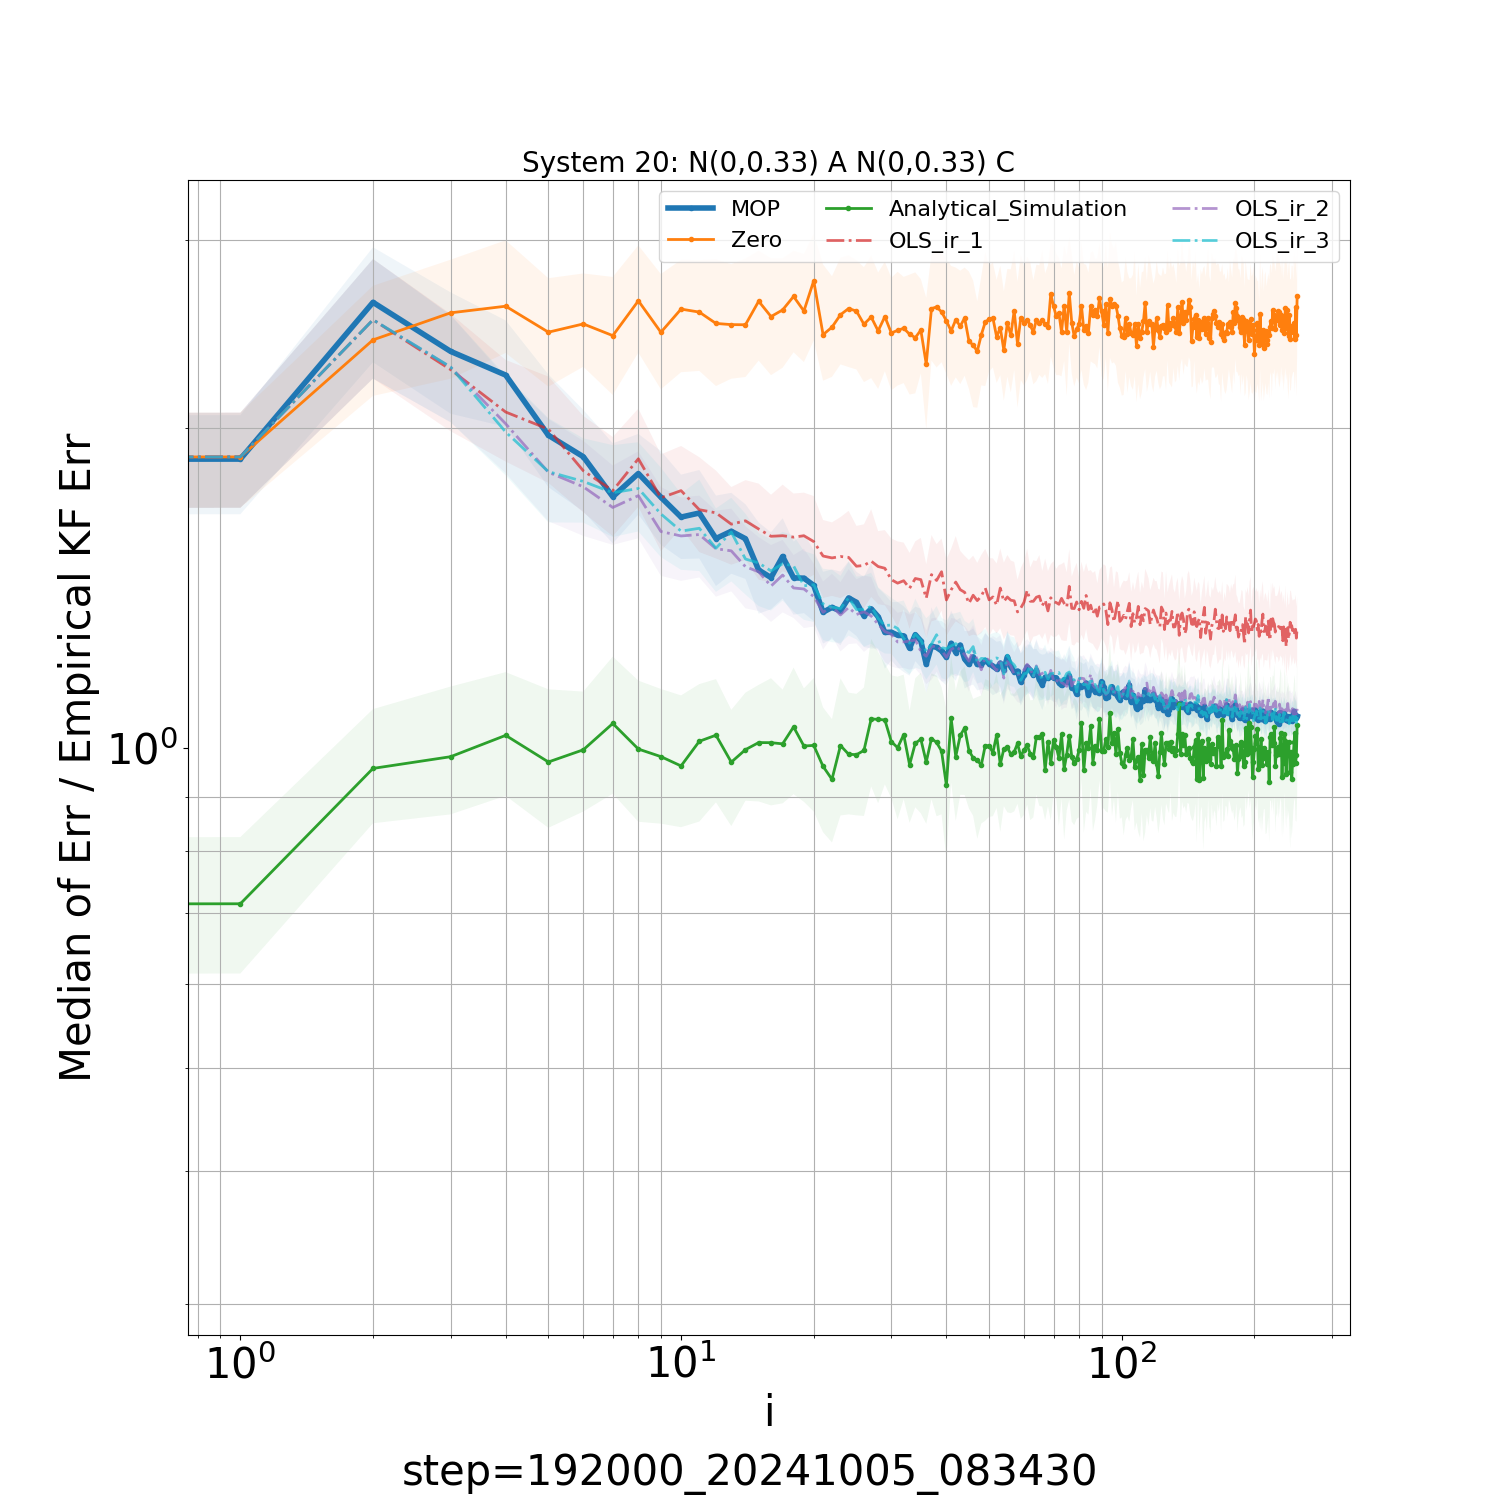 System 20: N(0,0.33) A N(0,0.33) C
MOP
Zero
Analytical_Simulation
OLS_ir_1
OLS_ir_2
OLS_ir_3
Median of Err / Empirical KF Err
10⁰
10⁰
10¹
10²
i
step=192000_20241005_083430